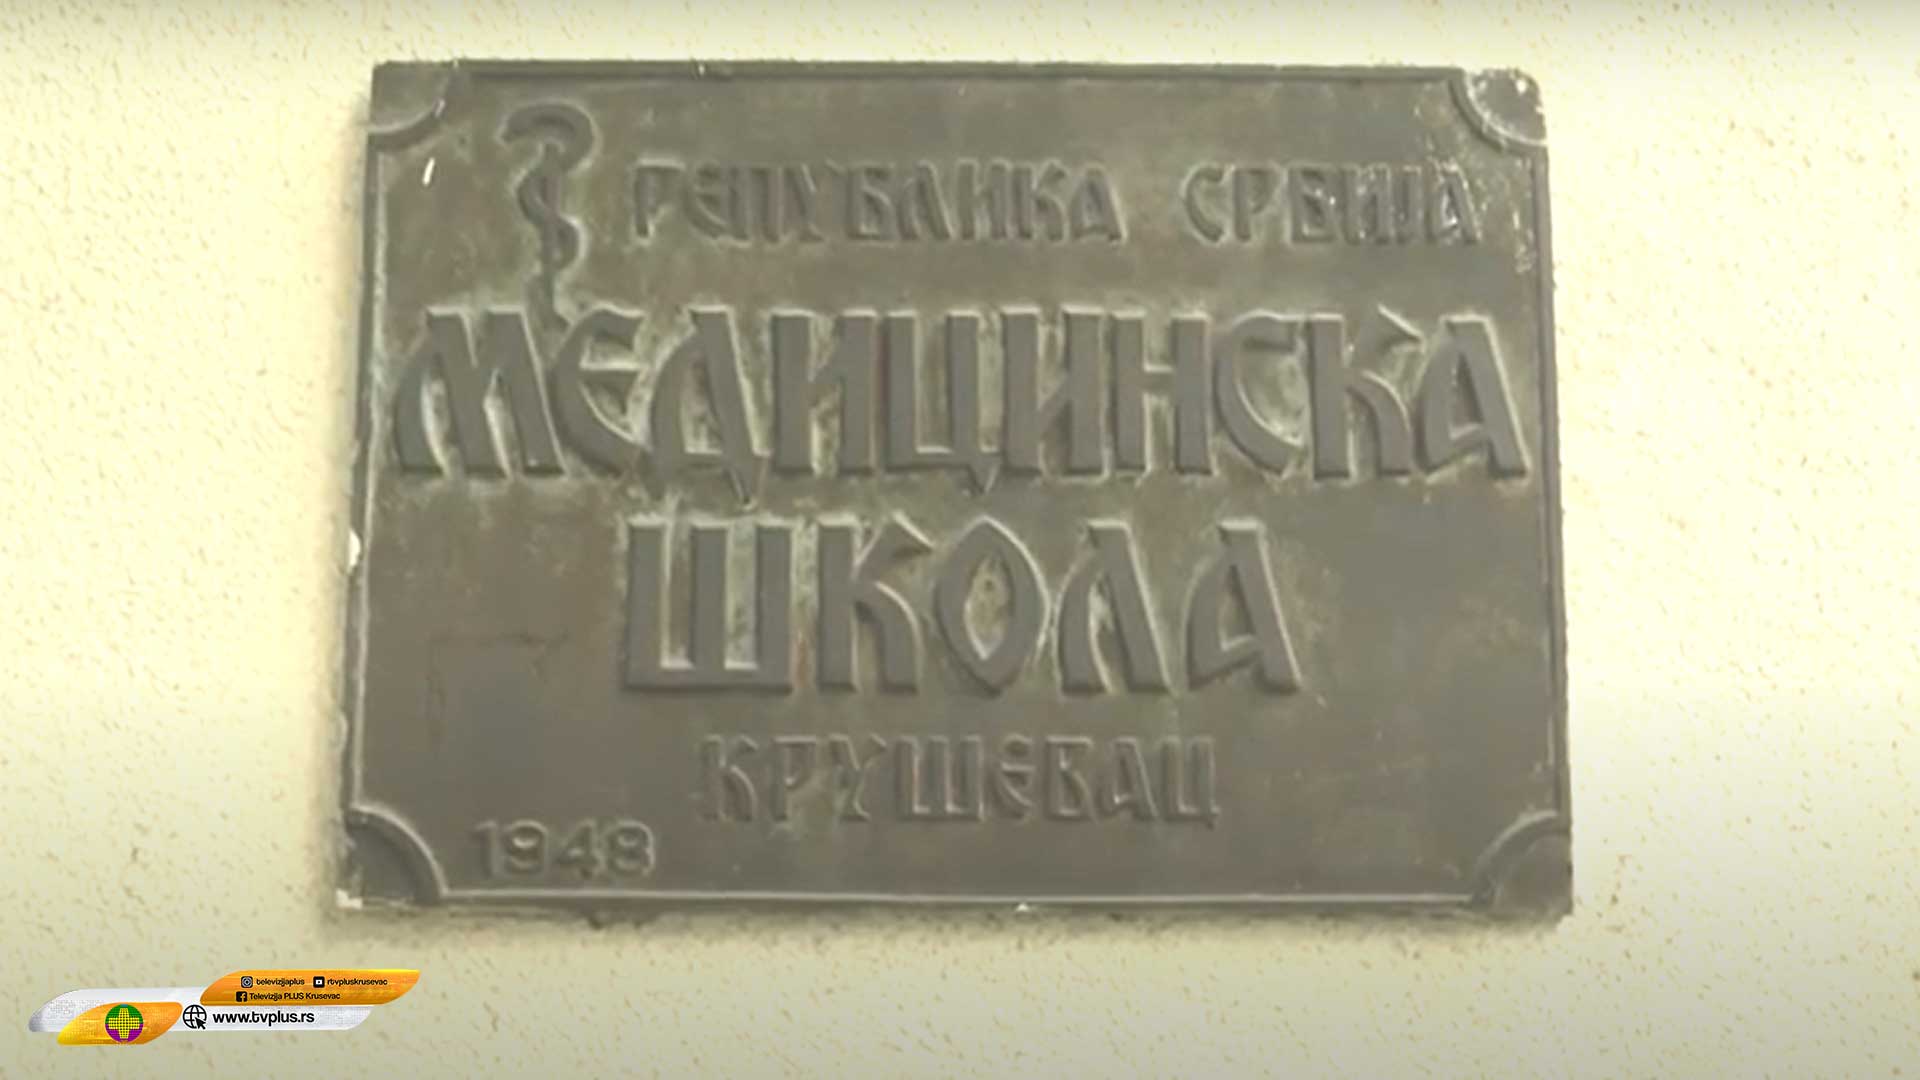 РЕПУБЛИКА СРБИЈА
МЕДИЦИНСКА
ШКОЛА
КРУШЕВАЦ
1948
televizijaplus rtvpluskrusevac
Televizija PLUS Krusevac
www.tvplus.rs